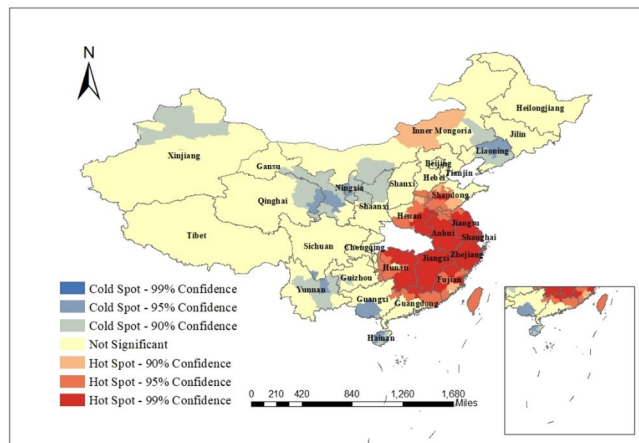 N
Heilongjiang
Inner Mongoria
Jilin
Liaoning
Xinjiang
Beijing
Gansu
Tianjin
Hebei
Ningxia
Shanxi
Shandong
Qinghai
Shaanxi
Henan
Jiangsu
Tibet
Anhui
Shanghai
Sichuan
Chongqing
Zhejiang
Jiangxi
Hunan
Guizhou
Fujian
Yunnan
Guangxi
Guangdong
Hainan
Cold Spot - 99% Confidence
Cold Spot - 95% Confidence
Cold Spot - 90% Confidence
Not Significant
Hot Spot - 90% Confidence
Hot Spot - 95% Confidence
Hot Spot - 99% Confidence
0 210 420 840 1,260 1,680
Miles